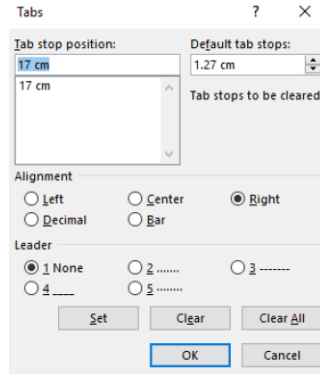 Tabs ? ✕
Tab stop position: Default tab stops:
17 cm 1.27 cm
17 cm
Tab stops to be cleared
Alignment
Left Center Right
Decimal Bar
Leader
1 None 2 ....... 3 -------
4 ____ 5 ........
Set Clear Clear All
OK Cancel